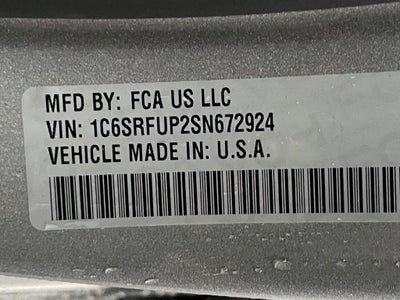 MFD BY: FCA US LLC
VIN: 1C6SRFUP2SN672924
VEHICLE MADE IN: U.S.A.